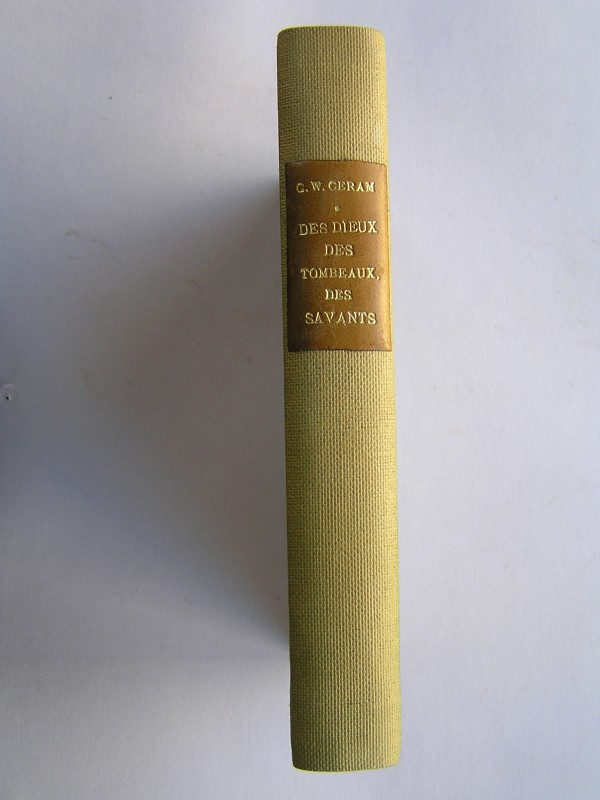 C. W. CERAM
DES DIEUX
DES
TOMBEAUX,
DES
SAVANTS